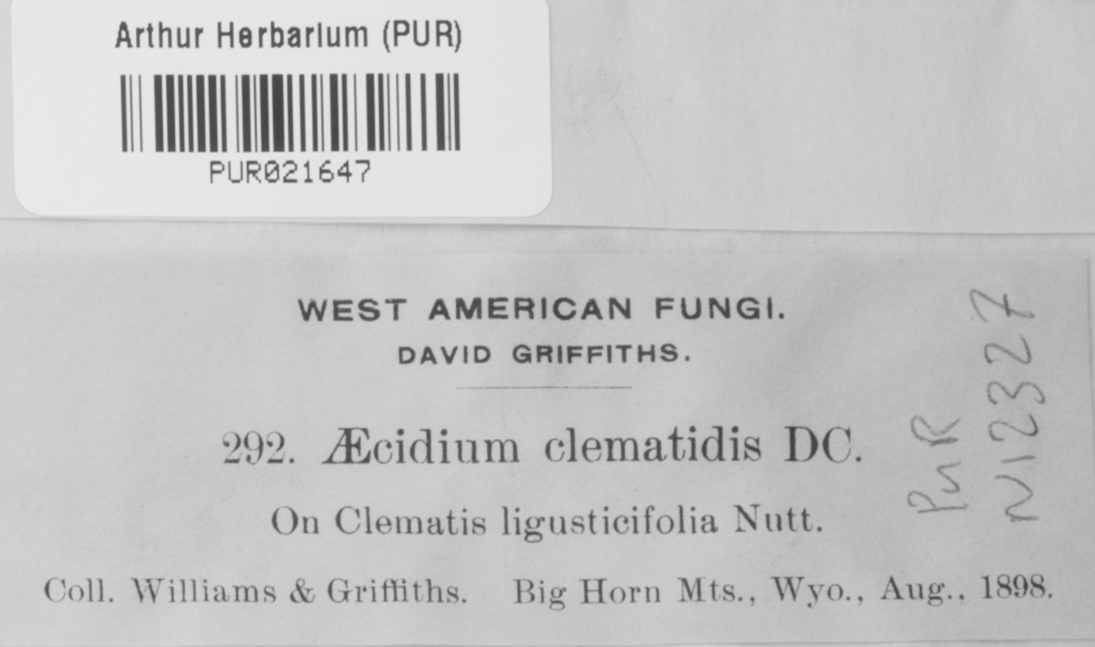 Arthur Herbarium (PUR)
PUR021647
WEST AMERICAN FUNGI.
DAVID GRIFFITHS.
292. Æcidium clematidis DC.
On Clematis ligusticifolia Nutt.
Coll. Williams & Griffiths. Big Horn Mts., Wyo., Aug., 1898.
PUR
N12327